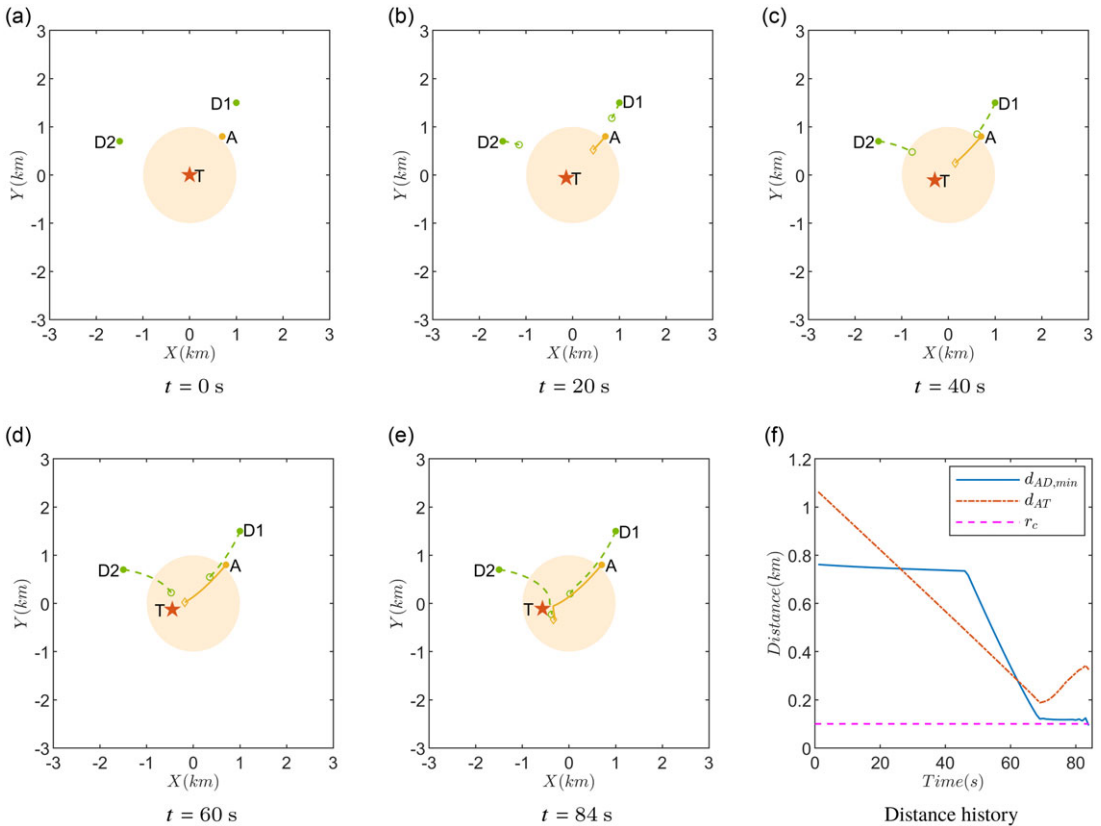 (a)
3
2
1
0
-1
-2
-3
Y(km)
D1
D2
A
T
-3 -2 -1 0 1 2 3
X(km)
t = 0 s
(b)
3
2
1
0
-1
-2
-3
Y(km)
D1
D2
A
T
-3 -2 -1 0 1 2 3
X(km)
t = 20 s
(c)
3
2
1
0
-1
-2
-3
Y(km)
D1
D2
A
T
-3 -2 -1 0 1 2 3
X(km)
t = 40 s
(d)
3
2
1
0
-1
-2
-3
Y(km)
D1
D2
A
T
-3 -2 -1 0 1 2 3
X(km)
t = 60 s
(e)
3
2
1
0
-1
-2
-3
Y(km)
D1
D2
A
T
-3 -2 -1 0 1 2 3
X(km)
t = 84 s
(f)
1.2
1
0.8
0.6
0.4
0.2
0
Distance(km)
d_{AD,min}
d_{AT}
r_c
0 20 40 60 80
Time(s)
Distance history